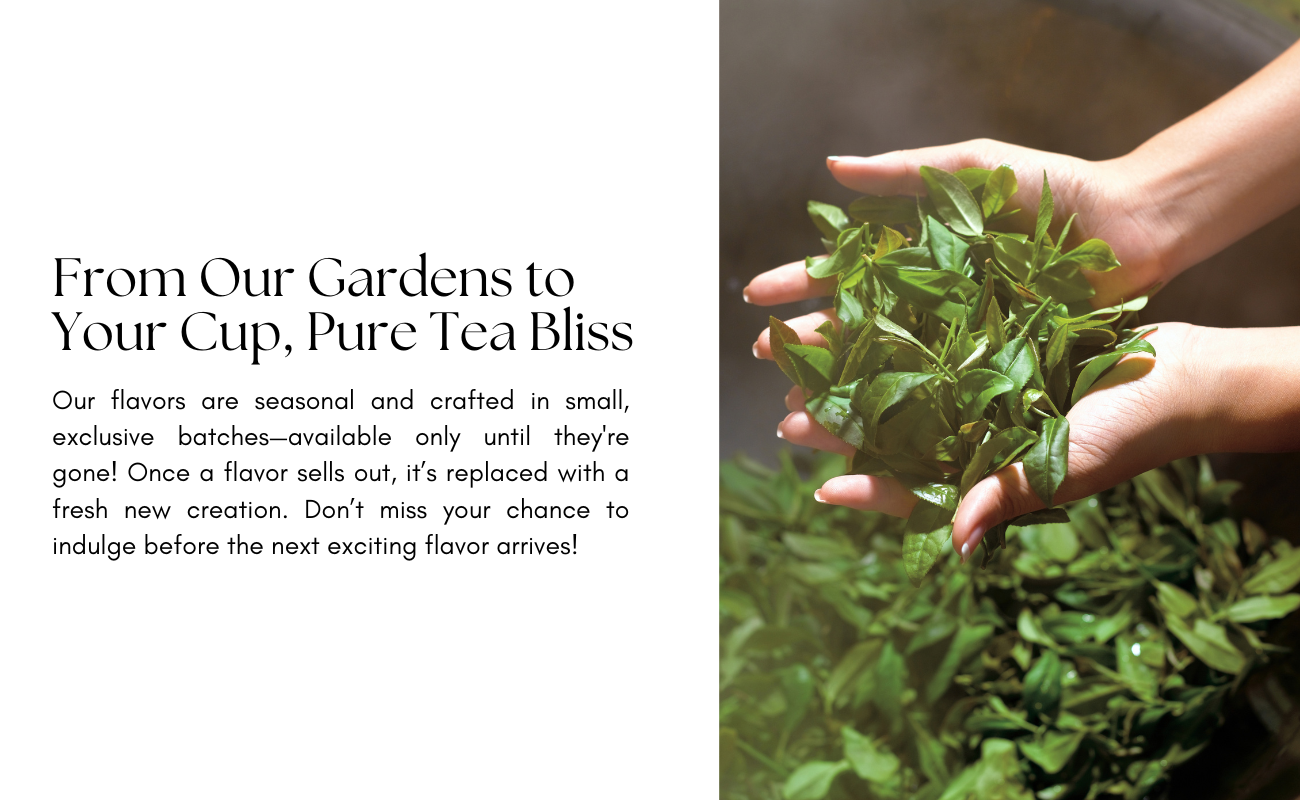 From Our Gardens to
Your Cup, Pure Tea Bliss
Our flavors are seasonal and crafted in small,
exclusive batches—available only until they're
gone! Once a flavor sells out, it’s replaced with a
fresh new creation. Don’t miss your chance to
indulge before the next exciting flavor arrives!